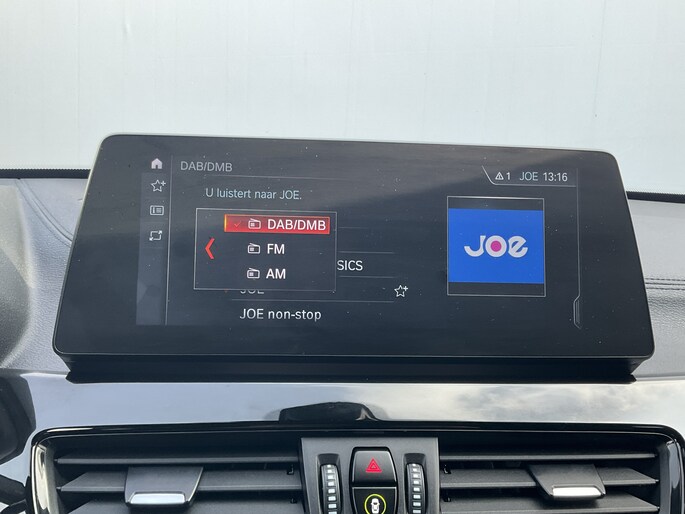 DAB/DMB
1 JOE 13:16
U luistert naar JOE.
DAB/DMB
FM
AM
SICS
JOE
JOE non-stop
JOE